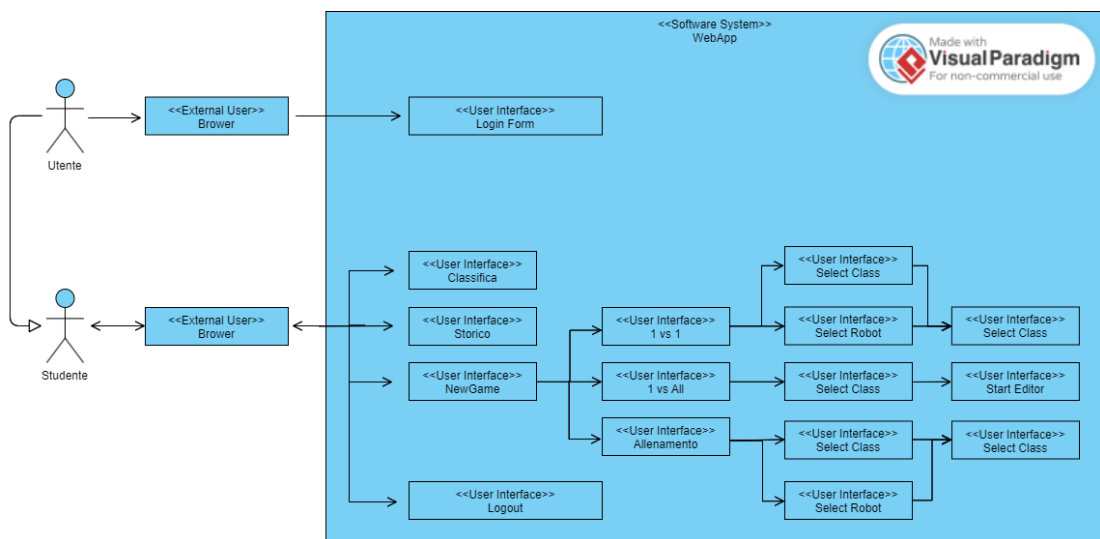 <<Software System>>
WebApp
Made with
Visual Paradigm
For non-commercial use
<<External User>>
Brower
<<User Interface>>
Login Form
Utente
<<User Interface>>
Classifica
<<User Interface>>
Select Class
<<External User>>
Brower
<<User Interface>>
Storico
<<User Interface>>
1 vs 1
<<User Interface>>
Select Robot
<<User Interface>>
Select Class
Studente
<<User Interface>>
NewGame
<<User Interface>>
1 vs All
<<User Interface>>
Select Class
<<User Interface>>
Start Editor
<<User Interface>>
Allenamento
<<User Interface>>
Select Class
<<User Interface>>
Select Class
<<User Interface>>
Logout
<<User Interface>>
Select Robot